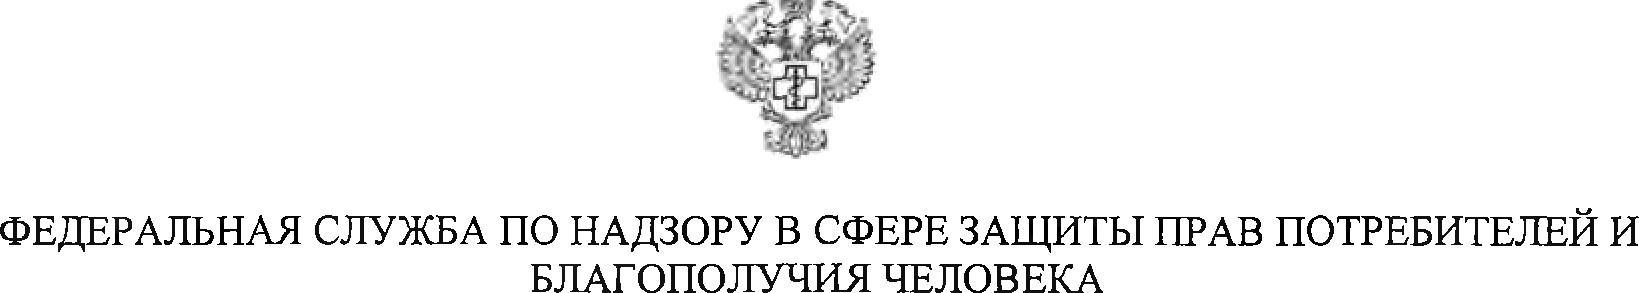 ФЕДЕРАЛЬНАЯ СЛУЖБА ПО НАДЗОРУ В СФЕРЕ ЗАЩИТЫ ПРАВ ПОТРЕБИТЕЛЕЙ И
БЛАГОПОЛУЧИЯ ЧЕЛОВЕКА